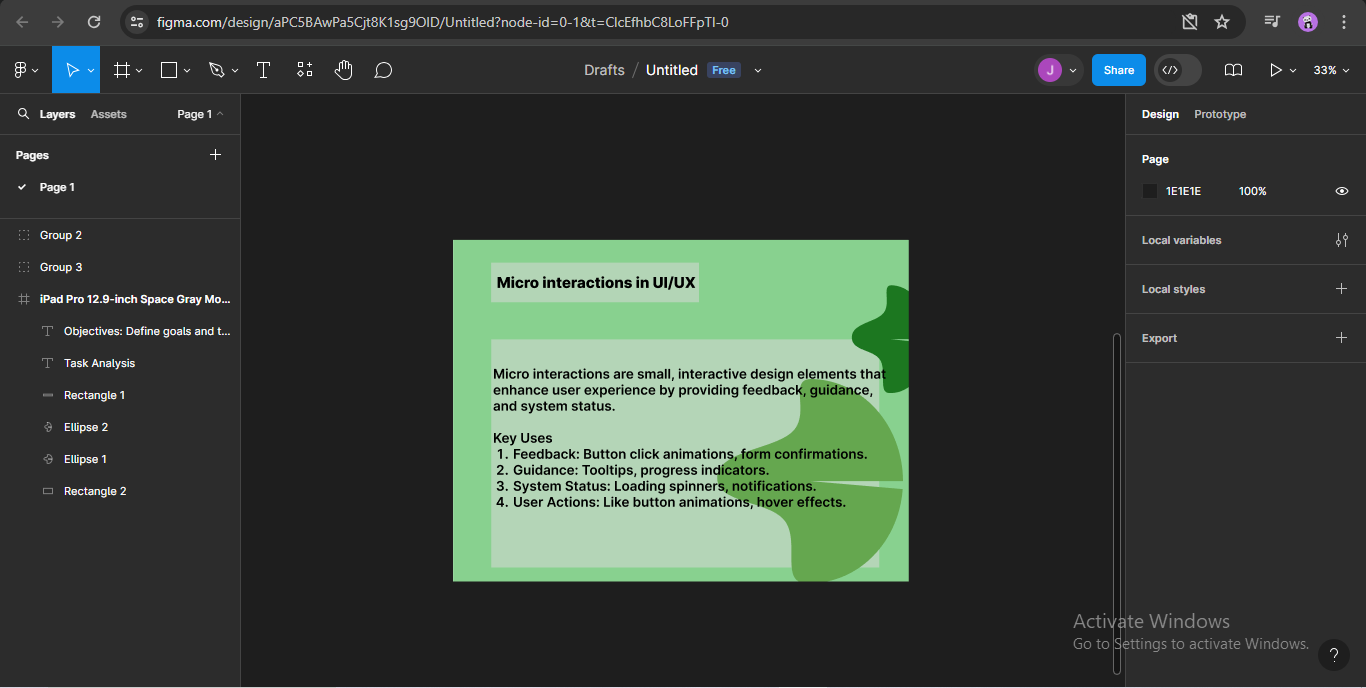 figma.com/design/aPC5BAwPa5Cjt8K1sg9OID/Untitled?node-id=0-1&t=CIcEfhbC8LoFFpTI-0
Drafts / Untitled Free
J
Share
33%
Layers Assets Page 1
Pages
Page 1
Group 2
Group 3
iPad Pro 12.9-inch Space Gray Mo...
Objectives: Define goals and t...
Task Analysis
Rectangle 1
Ellipse 2
Ellipse 1
Rectangle 2
Micro interactions in UI/UX
Micro interactions are small, interactive design elements that
enhance user experience by providing feedback, guidance,
and system status.
Key Uses
1. Feedback: Button click animations, form confirmations.
2. Guidance: Tooltips, progress indicators.
3. System Status: Loading spinners, notifications.
4. User Actions: Like button animations, hover effects.
Design Prototype
Page
1E1E1E 100%
Local variables
Local styles
Export
Activate Windows
Go to Settings to activate Windows.
?